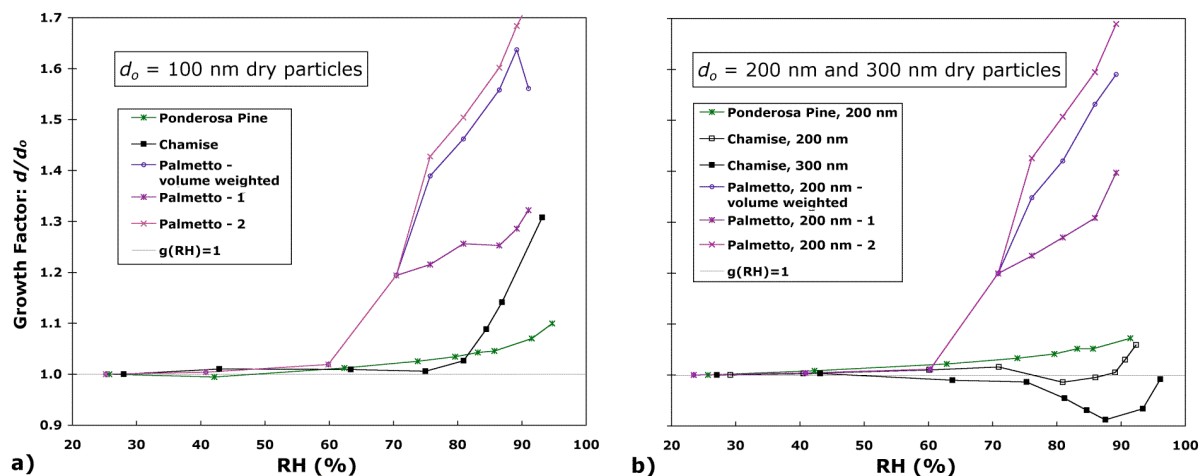 1.7
1.6
1.5
1.4
1.3
1.2
1.1
1.0
0.9
Growth Factor: d/do
do = 100 nm dry particles
Ponderosa Pine
Chamise
Palmetto -
volume weighted
Palmetto - 1
Palmetto - 2
g(RH)=1
20 30 40 50 60 70 80 90 100
a)
RH (%)
do = 200 nm and 300 nm dry particles
Ponderosa Pine, 200 nm
Chamise, 200 nm
Chamise, 300 nm
Palmetto, 200 nm -
volume weighted
Palmetto, 200 nm - 1
Palmetto, 200 nm - 2
g(RH)=1
20 30 40 50 60 70 80 90 100
b)
RH (%)